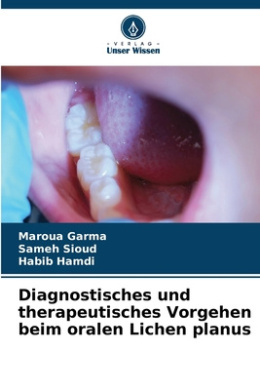 VERLAG
Unser Wissen
Maroua Garma
Sameh Sioud
Habib Hamdi
Diagnostisches und
therapeutisches Vorgehen
beim oralen Lichen planus